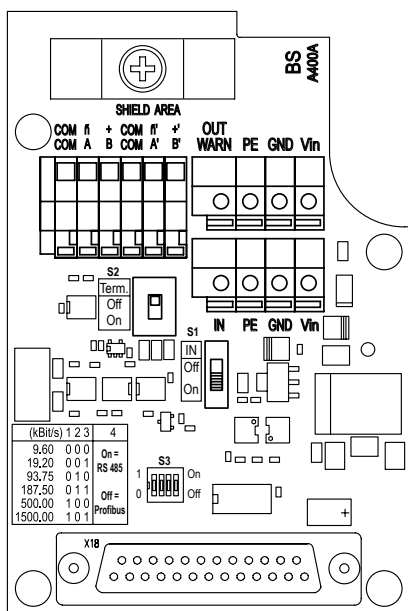 BS
A400A
SHIELD AREA
COM ñ + COM ñ' +'
COM A B COM A' B'
OUT
WARN PE GND Vin
S2
Term.
Off
On
IN PE GND Vin
S1
IN
Off
On
(kBit/s) 1 2 3 4
9.60 0 0 0
19.20 0 0 1
93.75 0 1 0
187.50 0 1 1
500.00 1 0 0
1500.00 1 0 1
On =
RS 485
Off =
Profibus
S3
1 On
0 Off
+
X18